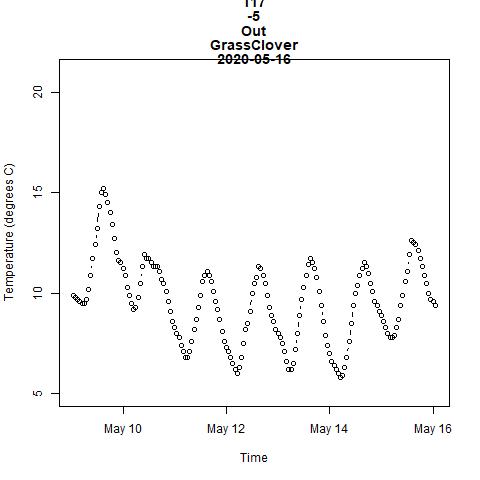 -5
Out
GrassClover
2020-05-16
Temperature (degrees C)
20
15
10
5
May 10
May 12
May 14
May 16
Time